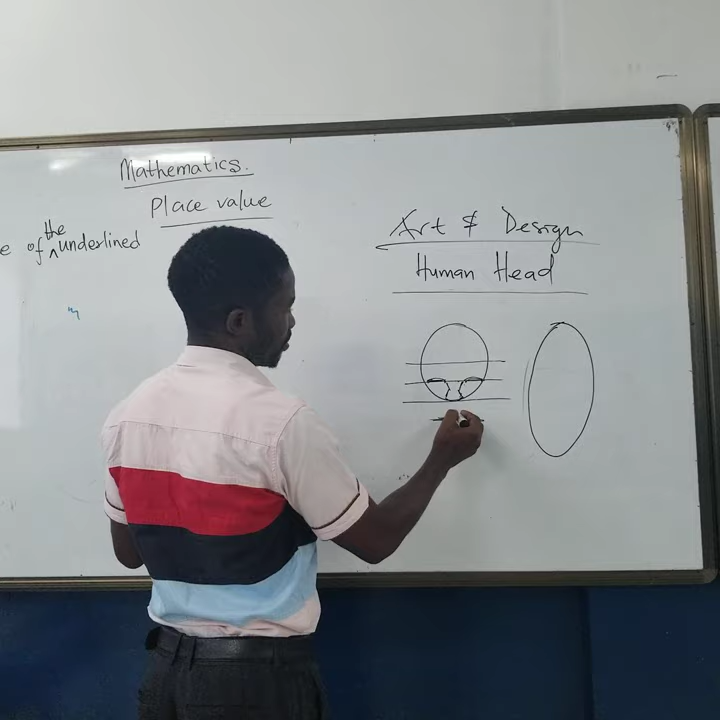 Mathematics.
Place value
e of the underlined
Art & Design
Human Head